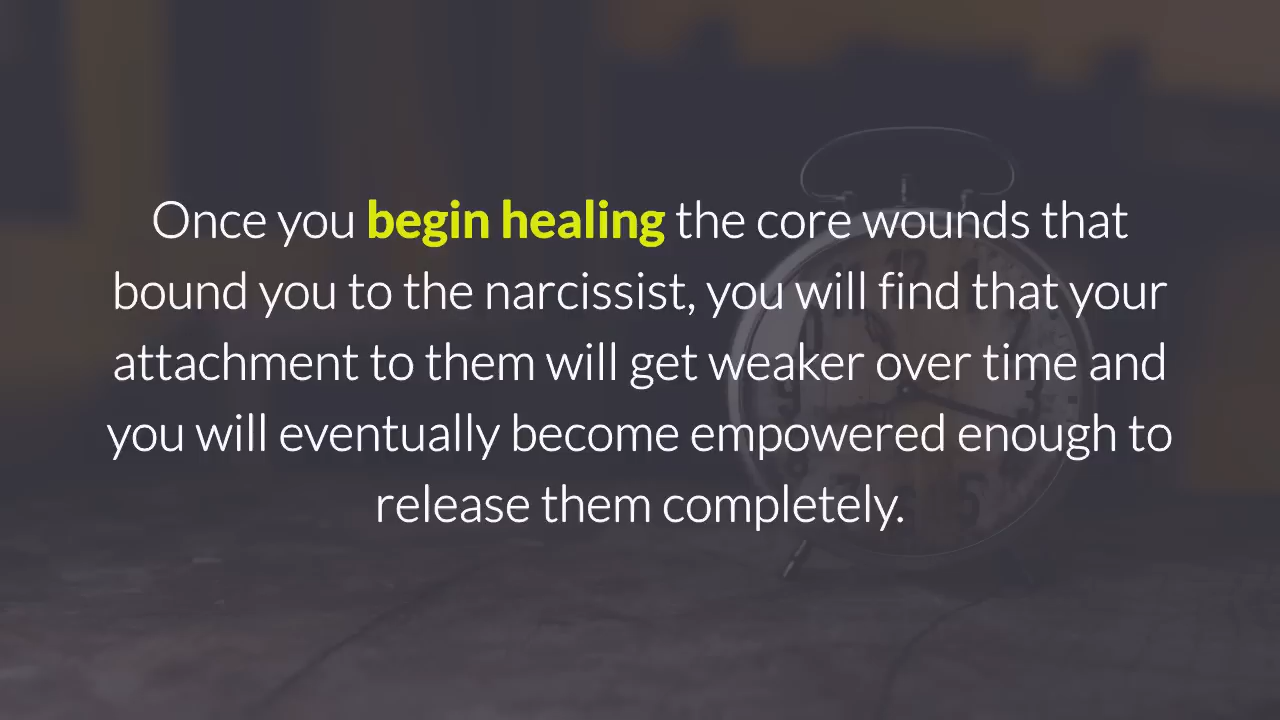 Once you begin healing the core wounds that
bound you to the narcissist, you will find that your
attachment to them will get weaker over time and
you will eventually become empowered enough to
release them completely.